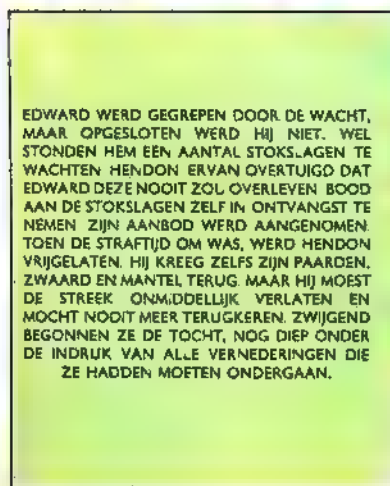 EDWARD WERD GEGREPEN DOOR DE WACHT,
MAAR OPGESLOTEN WERD HIJ NIET. WEL
STONDEN HEM EEN AANTAL STOKSLAGEN TE
WACHTEN HENDON ERVAN OVERTUIGD DAT
EDWARD DEZE NOOIT ZOU OVERLEVEN BOOD
AAN DE STOKSLAGEN ZELF IN ONTVANGST TE
NEMEN ZIJN AANBOD WERD AANGENOMEN.
TOEN DE STRAFTIJD OM WAS, WERD HENDON
VRIJGELATEN. HIJ KREEG ZELFS ZIJN PAARDEN,
ZWAARD EN MANTEL TERUG. MAAR HIJ MOEST
DE STREEK ONMIDDELLIJK VERLATEN EN
MOCHT NOOIT MEER TERUGKEREN. ZWIJGEND
BEGONNEN ZE DE TOCHT, NOG DIEP ONDER
DE INDRUK VAN ALLE VERNEDERINGEN DIE
ZE HADDEN MOETEN ONDERGAAN.